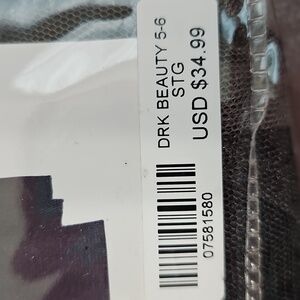 DRK BEAUTY 5-6
STG
USD $34.99
07581580